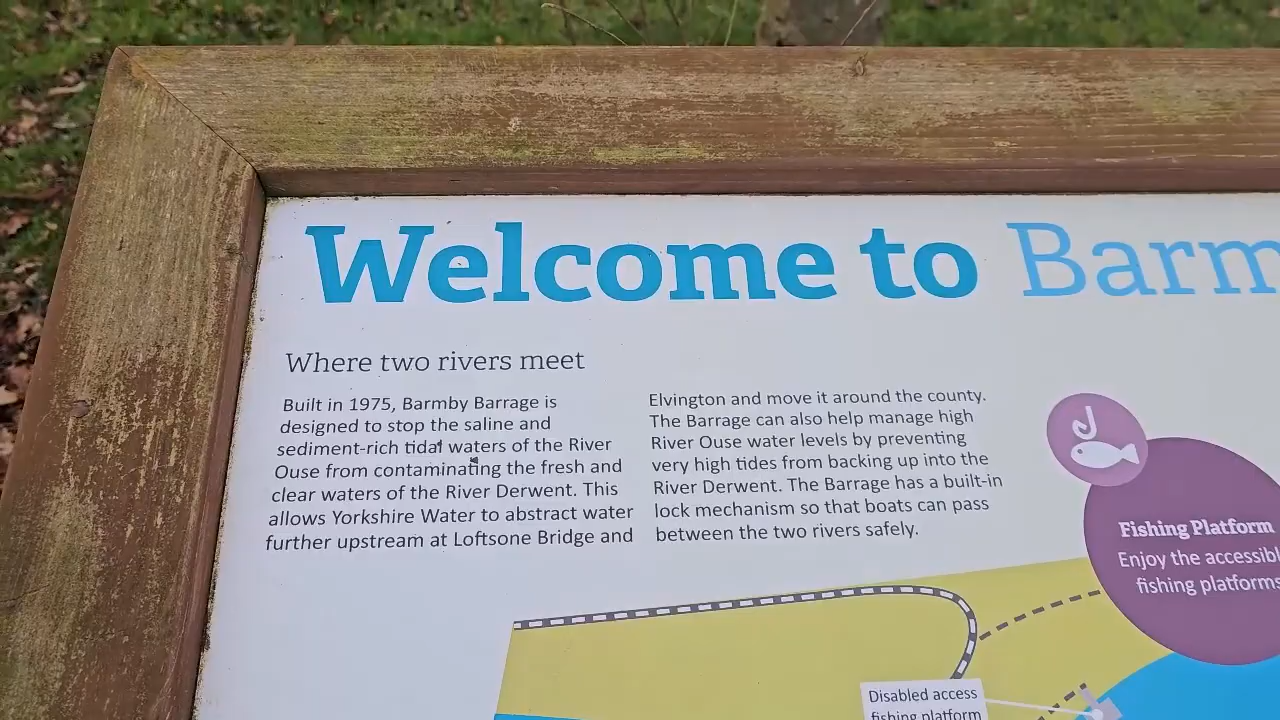 Welcome to Barm
Where two rivers meet
Built in 1975, Barmby Barrage is
designed to stop the saline and
sediment-rich tidal waters of the River
Ouse from contaminating the fresh and
clear waters of the River Derwent. This
allows Yorkshire Water to abstract water
further upstream at Loftsone Bridge and
Elvington and move it around the county.
The Barrage can also help manage high
River Ouse water levels by preventing
very high tides from backing up into the
River Derwent. The Barrage has a built-in
lock mechanism so that boats can pass
between the two rivers safely.
Fishing Platform
Enjoy the accessibl
fishing platforms
Disabled access
fishing platform